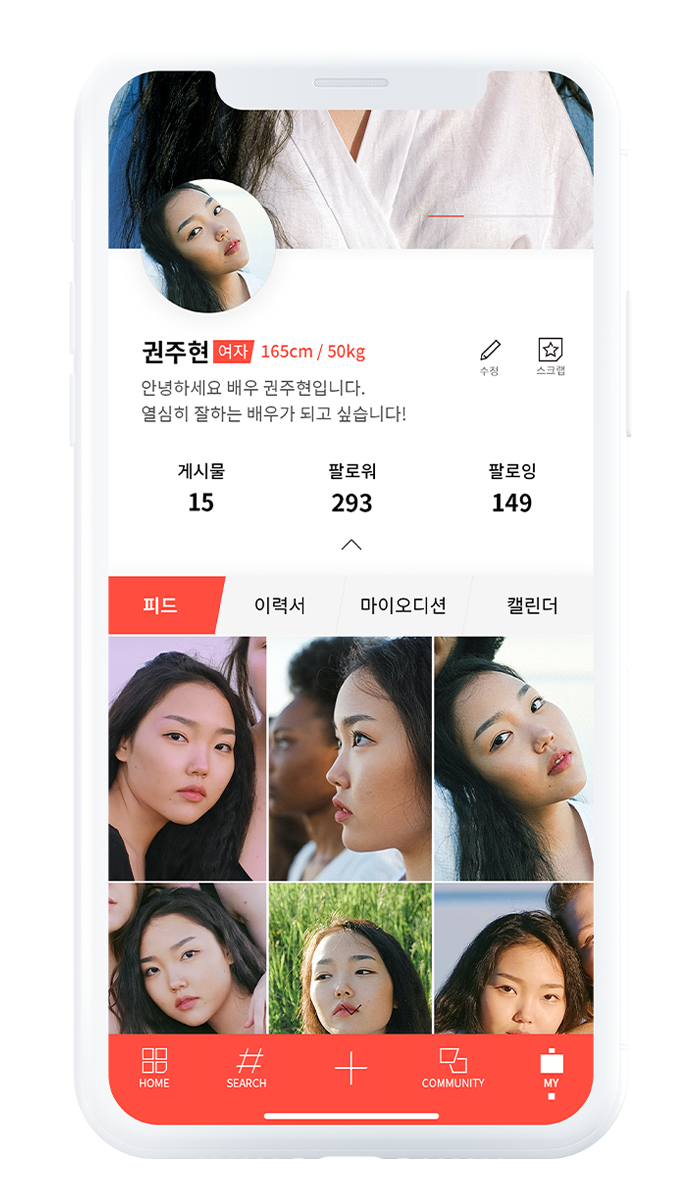 권주현 여자 165cm / 50kg
수정 스크랩
안녕하세요 배우 권주현입니다.
열심히 잘하는 배우가 되고 싶습니다!
게시물 팔로워 팔로잉
15 293 149
피드 이력서 마이오디션 캘린더
HOME SEARCH COMMUNITY MY